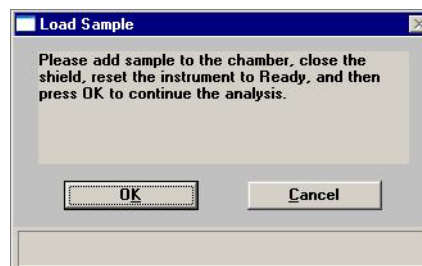 Load Sample
Please add sample to the chamber, close the
shield, reset the instrument to Ready, and then
press OK to continue the analysis.
OK Cancel